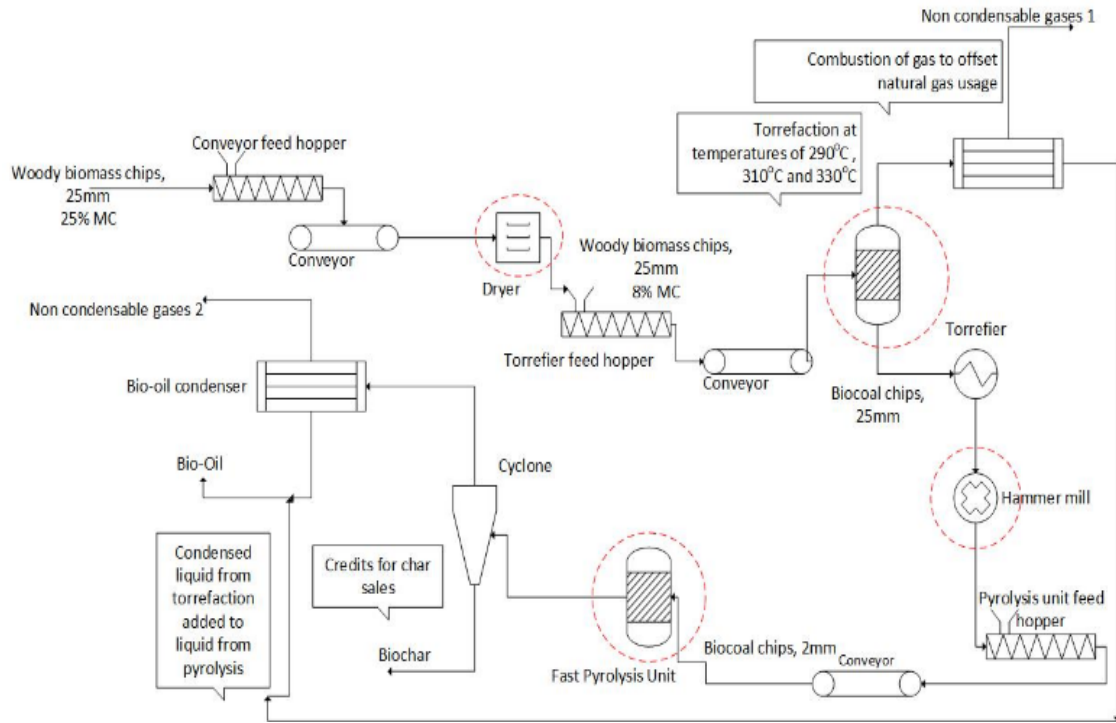 Non condensable gases 1
Combustion of gas to offset
natural gas usage
Torrefaction at
temperatures of 290°C ,
310°C and 330°C
Conveyor feed hopper
Woody biomass chips,
25mm
25% MC
Conveyor
Dryer
Woody biomass chips,
25mm
8% MC
Torrefier feed hopper
Conveyor
Torrefier
Biocoal chips,
25mm
Non condensable gases 2
Bio-oil condenser
Bio-Oil
Cyclone
Hammer mill
Condensed
liquid from
torrefaction
added to
liquid from
pyrolysis
Credits for char
sales
Biochar
Fast Pyrolysis Unit
Biocoal chips, 2mm
Conveyor
Pyrolysis unit feed
hopper